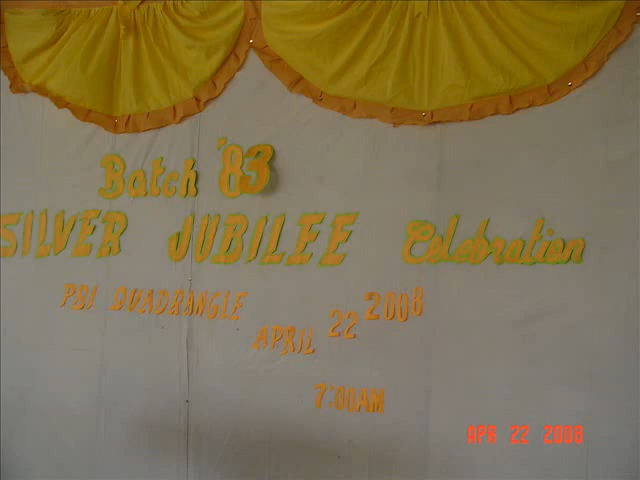 Batch '83
SILVER JUBILEE Celebration
PBI QUADRANGLE
APRIL 22 2008
7:00AM
APR 22 2008